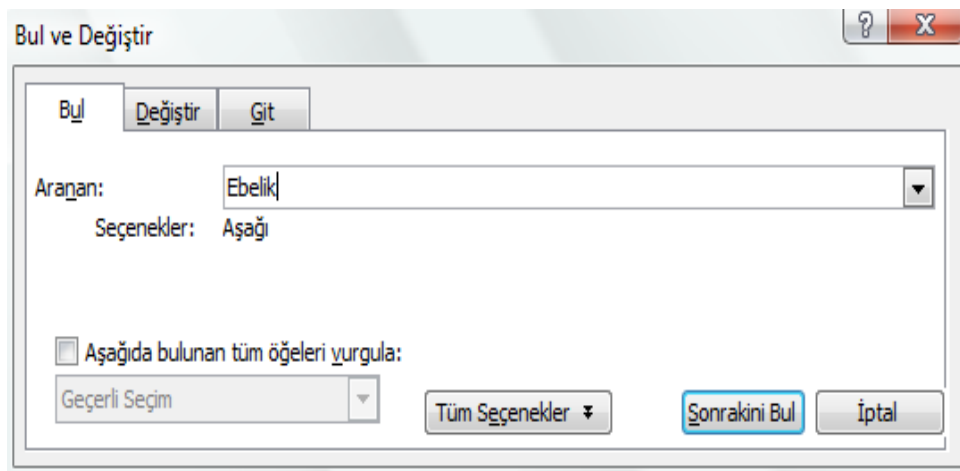 Bul ve Değiştir
Bul Değiştir Git
Aranan: Ebelik
Seçenekler: Aşağı
Aşağıda bulunan tüm öğeleri vurgula:
Geçerli Seçim
Tüm Seçenekler Sonrakini Bul İptal